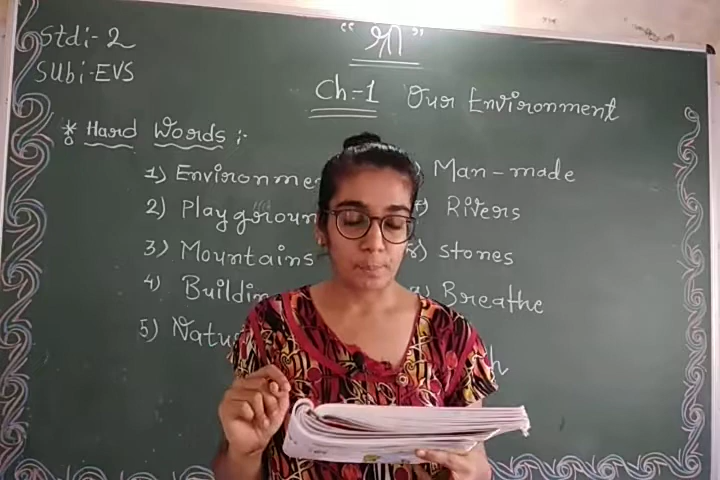 Std:- 2
"श्री"
Sub:- EVS
Ch:-1 Our Environment
* Hard Words :-
1) Environme
2) Playgroun
3) Mountains
4) Buildin
5) Natu
) Man-made
) Rivers
) Stones
) Breathe